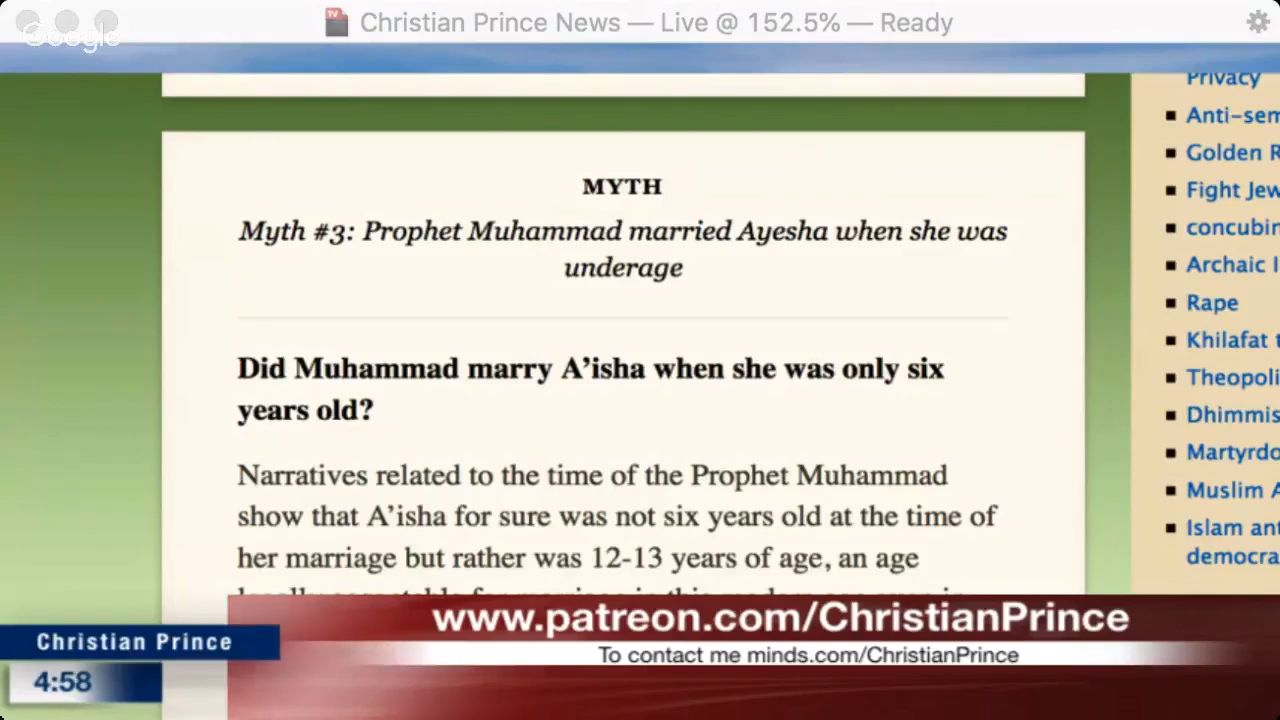 Christian Prince News — Live @ 152.5% — Ready
Google
MYTH
Myth #3: Prophet Muhammad married Ayesha when she was
underage
Did Muhammad marry A'isha when she was only six
years old?
Narratives related to the time of the Prophet Muhammad
show that A'isha for sure was not six years old at the time of
her marriage but rather was 12-13 years of age, an age
Privacy
Anti-sem
Golden R
Fight Jew
concubin
Archaic I
Rape
Khilafat t
Theopoli
Dhimmis
Martyrdo
Muslim A
Islam ant
democra
www.patreon.com/ChristianPrince
To contact me minds.com/ChristianPrince
Christian Prince
4:58